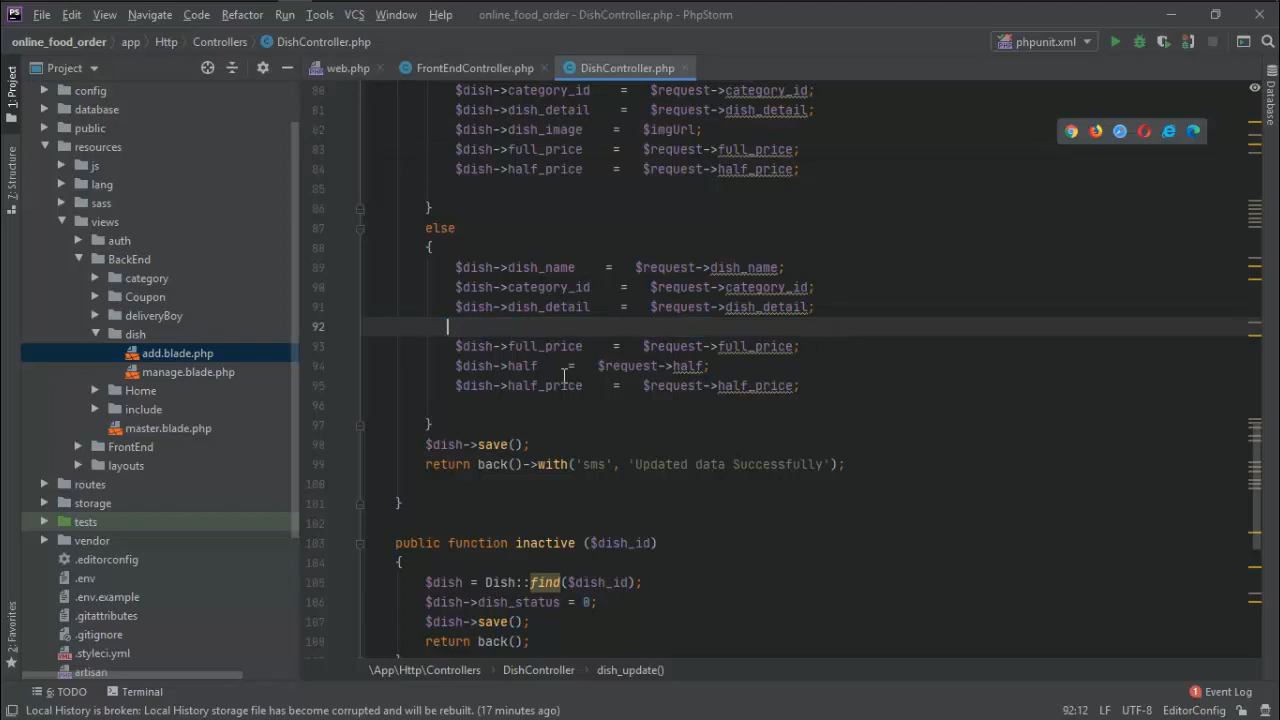 PS File Edit View Navigate Code Refactor Run Tools VCS Window Help online_food_order - DishController.php - PhpStorm
online_food_order app Http Controllers DishController.php phpunit.xml
Project web.php FrontEndController.php DishController.php
1: Project
7: Structure
2: Favorites
config
database
public
resources
js
lang
sass
views
auth
BackEnd
category
Coupon
deliveryBoy
dish
add.blade.php
manage.blade.php
Home
include
master.blade.php
FrontEnd
layouts
routes
storage
tests
vendor
.editorconfig
.env
.env.example
.gitattributes
.gitignore
.styleci.yml
artisan
80 $dish->category_id = $request->category_id;
81 $dish->dish_detail = $request->dish_detail;
82 $dish->dish_image = $imgUrl;
83 $dish->full_price = $request->full_price;
84 $dish->half_price = $request->half_price;
85
86 }
87 else
88 {
89 $dish->dish_name = $request->dish_name;
90 $dish->category_id = $request->category_id;
91 $dish->dish_detail = $request->dish_detail;
92
93 $dish->full_price = $request->full_price;
94 $dish->half = $request->half;
95 $dish->half_price = $request->half_price;
96
97 }
98 $dish->save();
99 return back()->with('sms', 'Updated data Successfully');
100
101 }
102
103 public function inactive ($dish_id)
104 {
105 $dish = Dish::find($dish_id);
106 $dish->dish_status = 0;
107 $dish->save();
108 return back();
Database
\App\Http\Controllers DishController dish_update()
6: TODO Terminal 1 Event Log
Local History is broken: Local History storage file has become corrupted and will be rebuilt. (17 minutes ago) 92:12 LF UTF-8 EditorConfig